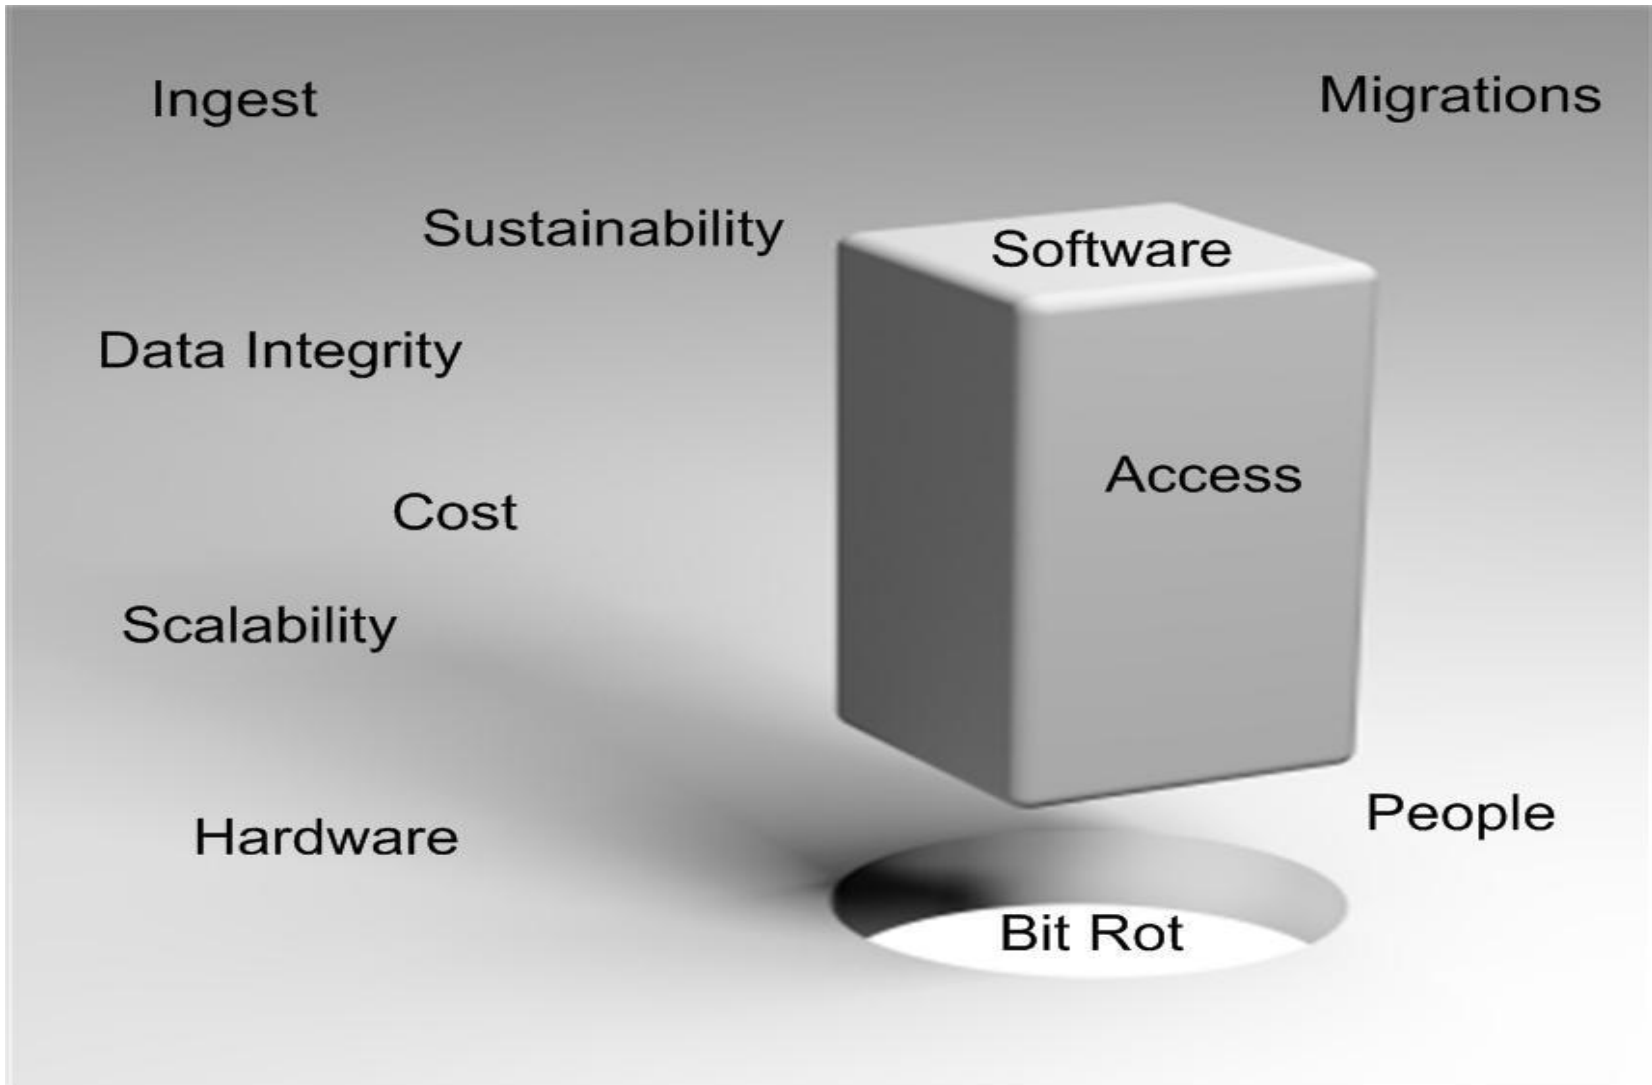 Ingest
Migrations
Sustainability
Software
Data Integrity
Access
Cost
Scalability
People
Hardware
Bit Rot